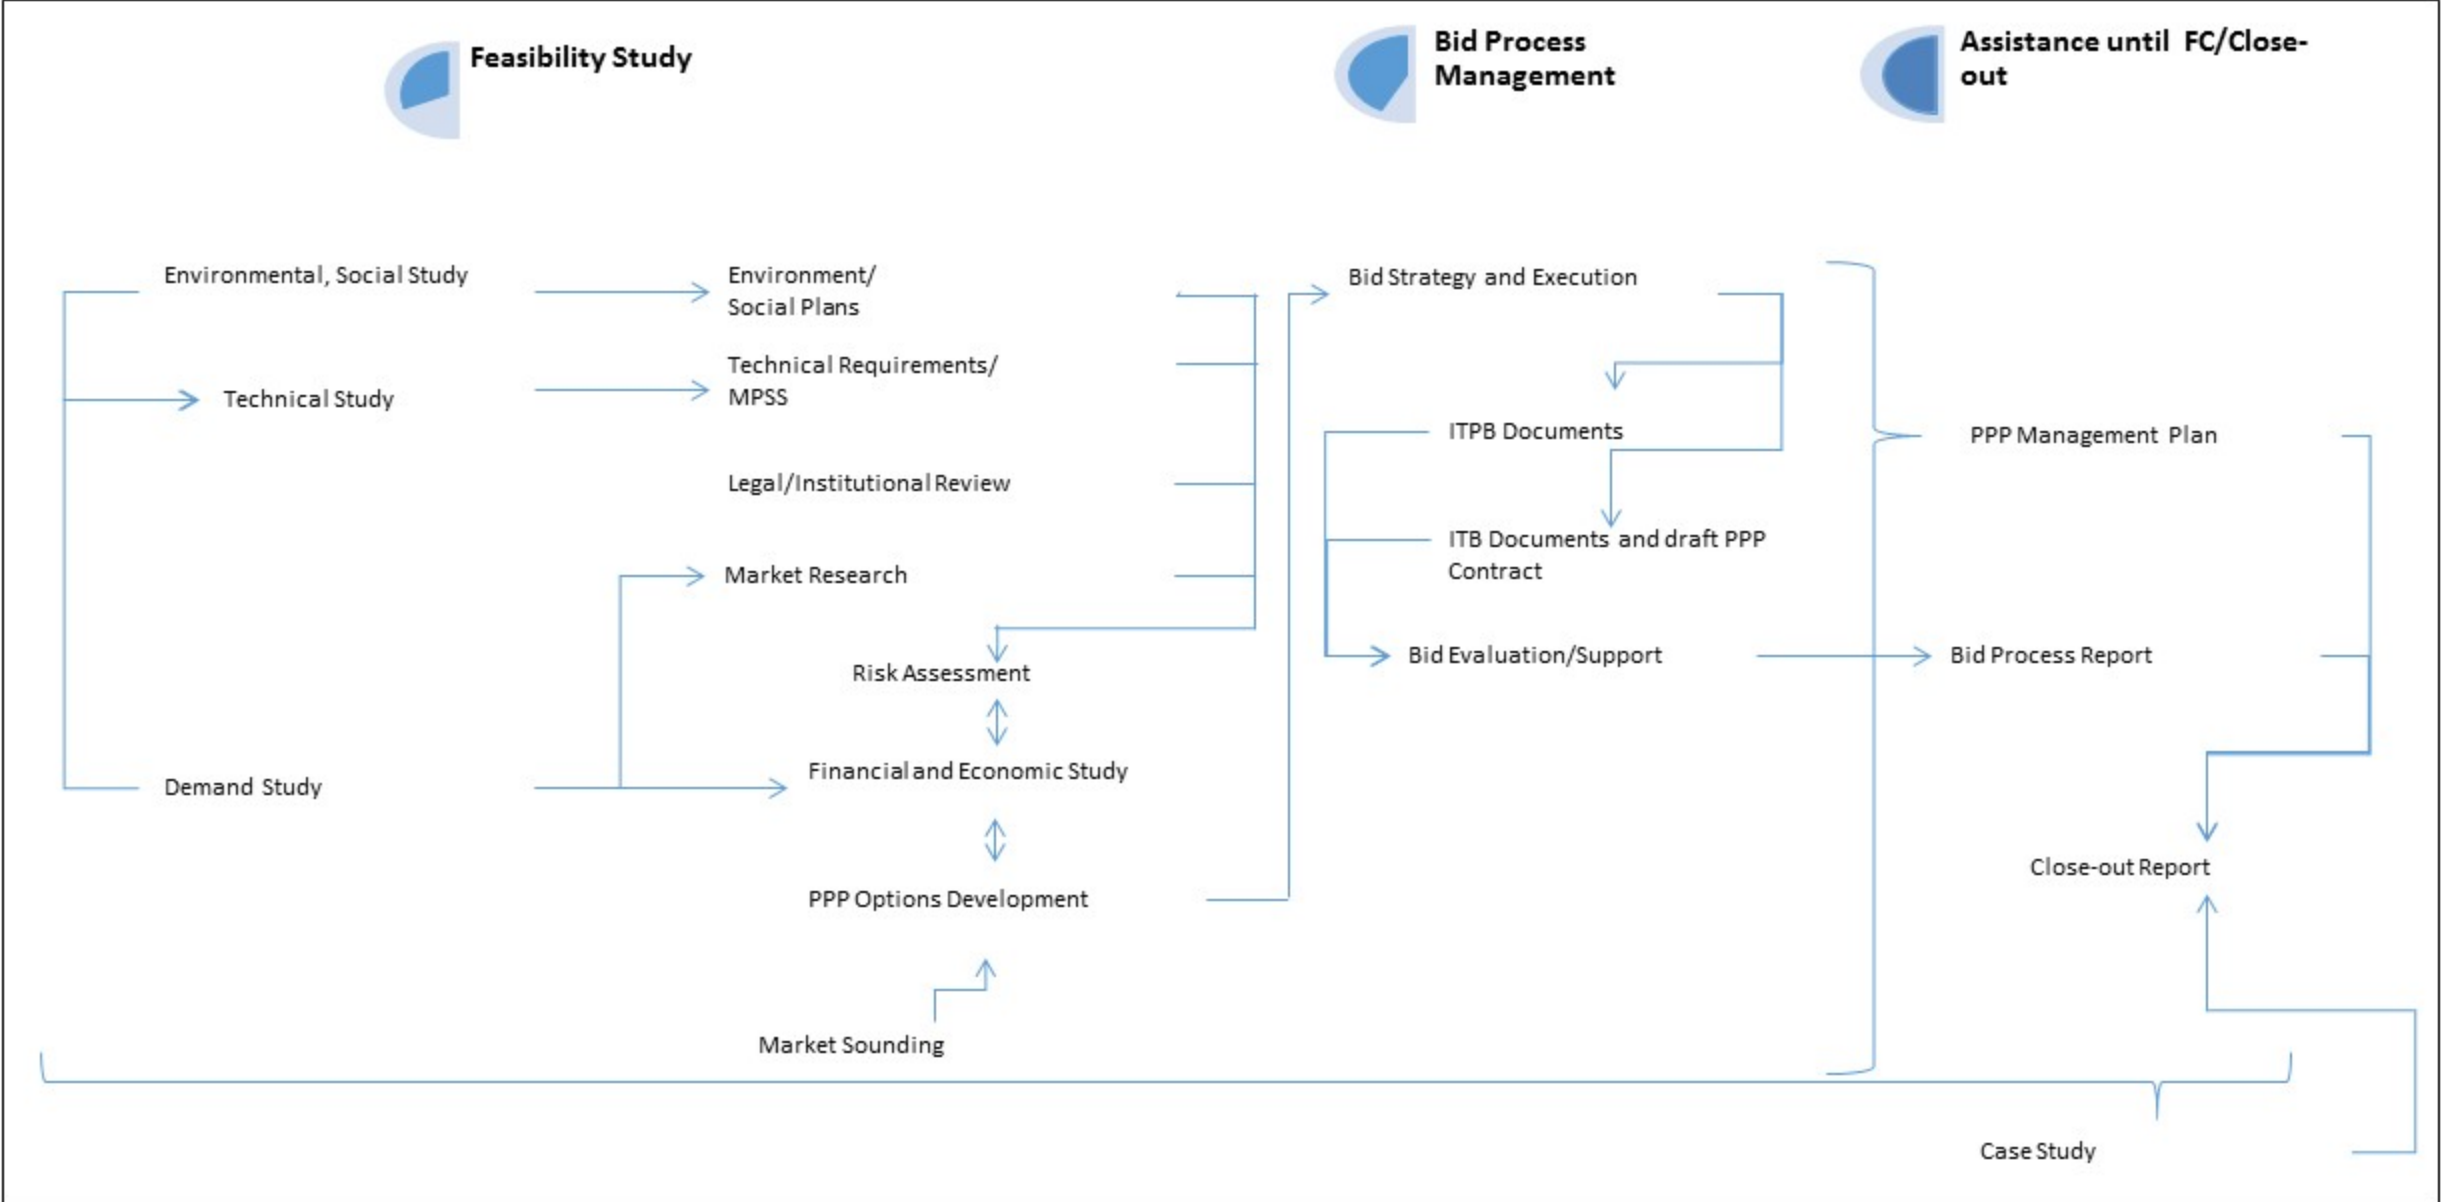 Feasibility Study
Bid Process
Management
Assistance until FC/Close-
out
Environmental, Social Study
Environment/
Social Plans
Technical Study
Technical Requirements/
MPSS
Legal/Institutional Review
Market Research
Risk Assessment
Demand Study
Financial and Economic Study
PPP Options Development
Market Sounding
Bid Strategy and Execution
ITPB Documents
ITB Documents and draft PPP
Contract
Bid Evaluation/Support
PPP Management Plan
Bid Process Report
Close-out Report
Case Study